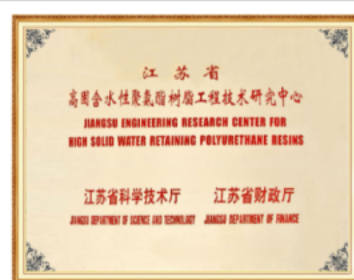 江苏省
高固含水性聚氨酯树脂工程技术研究中心
JIANGSU ENGINEERING RESEARCH CENTER FOR
HIGH SOLID WATER RETAINING POLYURETHANE RESINS
江苏省科学技术厅 江苏省财政厅
JIANGSU DEPARTMENT OF SCIENCE AND TECHNOLOGY JIANGSU DEPARTMENT OF FINANCE